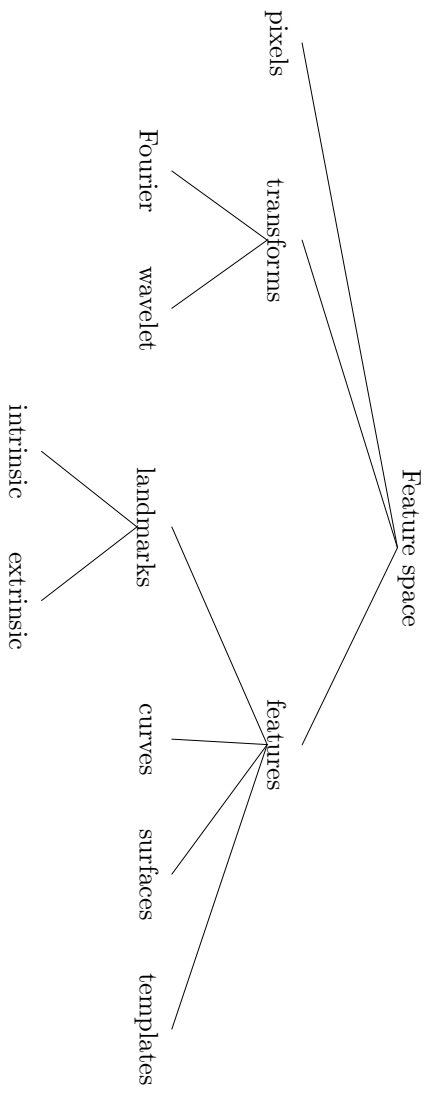 Feature space
pixels
transforms
features
Fourier
wavelet
landmarks
curves
surfaces
templates
intrinsic
extrinsic